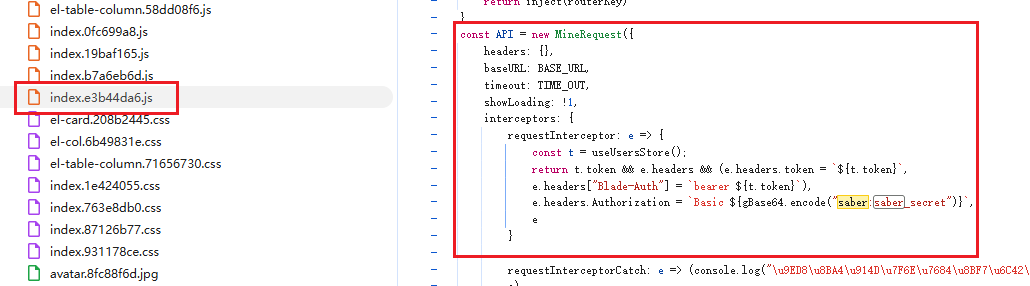 el-table-column.58dd08f6.js
index.0fc699a8.js
index.19baf165.js
index.b7a6eb6d.js
index.e3b44da6.js
el-card.208b2445.css
el-col.6b49831e.css
el-table-column.71656730.css
index.1e424055.css
index.763e8db0.css
index.87126b77.css
index.931178ce.css
avatar.8fc88f6d.jpg
return inject(routerKey)
}
const API = new MineRequest({
headers: {},
baseURL: BASE_URL,
timeout: TIME_OUT,
showLoading: !1,
interceptors: {
requestInterceptor: e => {
const t = useUsersStore();
return t.token && e.headers && (e.headers.token = `${t.token}`,
e.headers["Blade-Auth"] = `bearer ${t.token}`),
e.headers.Authorization = `Basic ${gBase64.encode("saber:saber_secret")}`,
e
}
requestInterceptorCatch: e => (console.log("\u9ED8\u8BA4\u914D\u7F6E\u7684\u8BF7\u6C42\